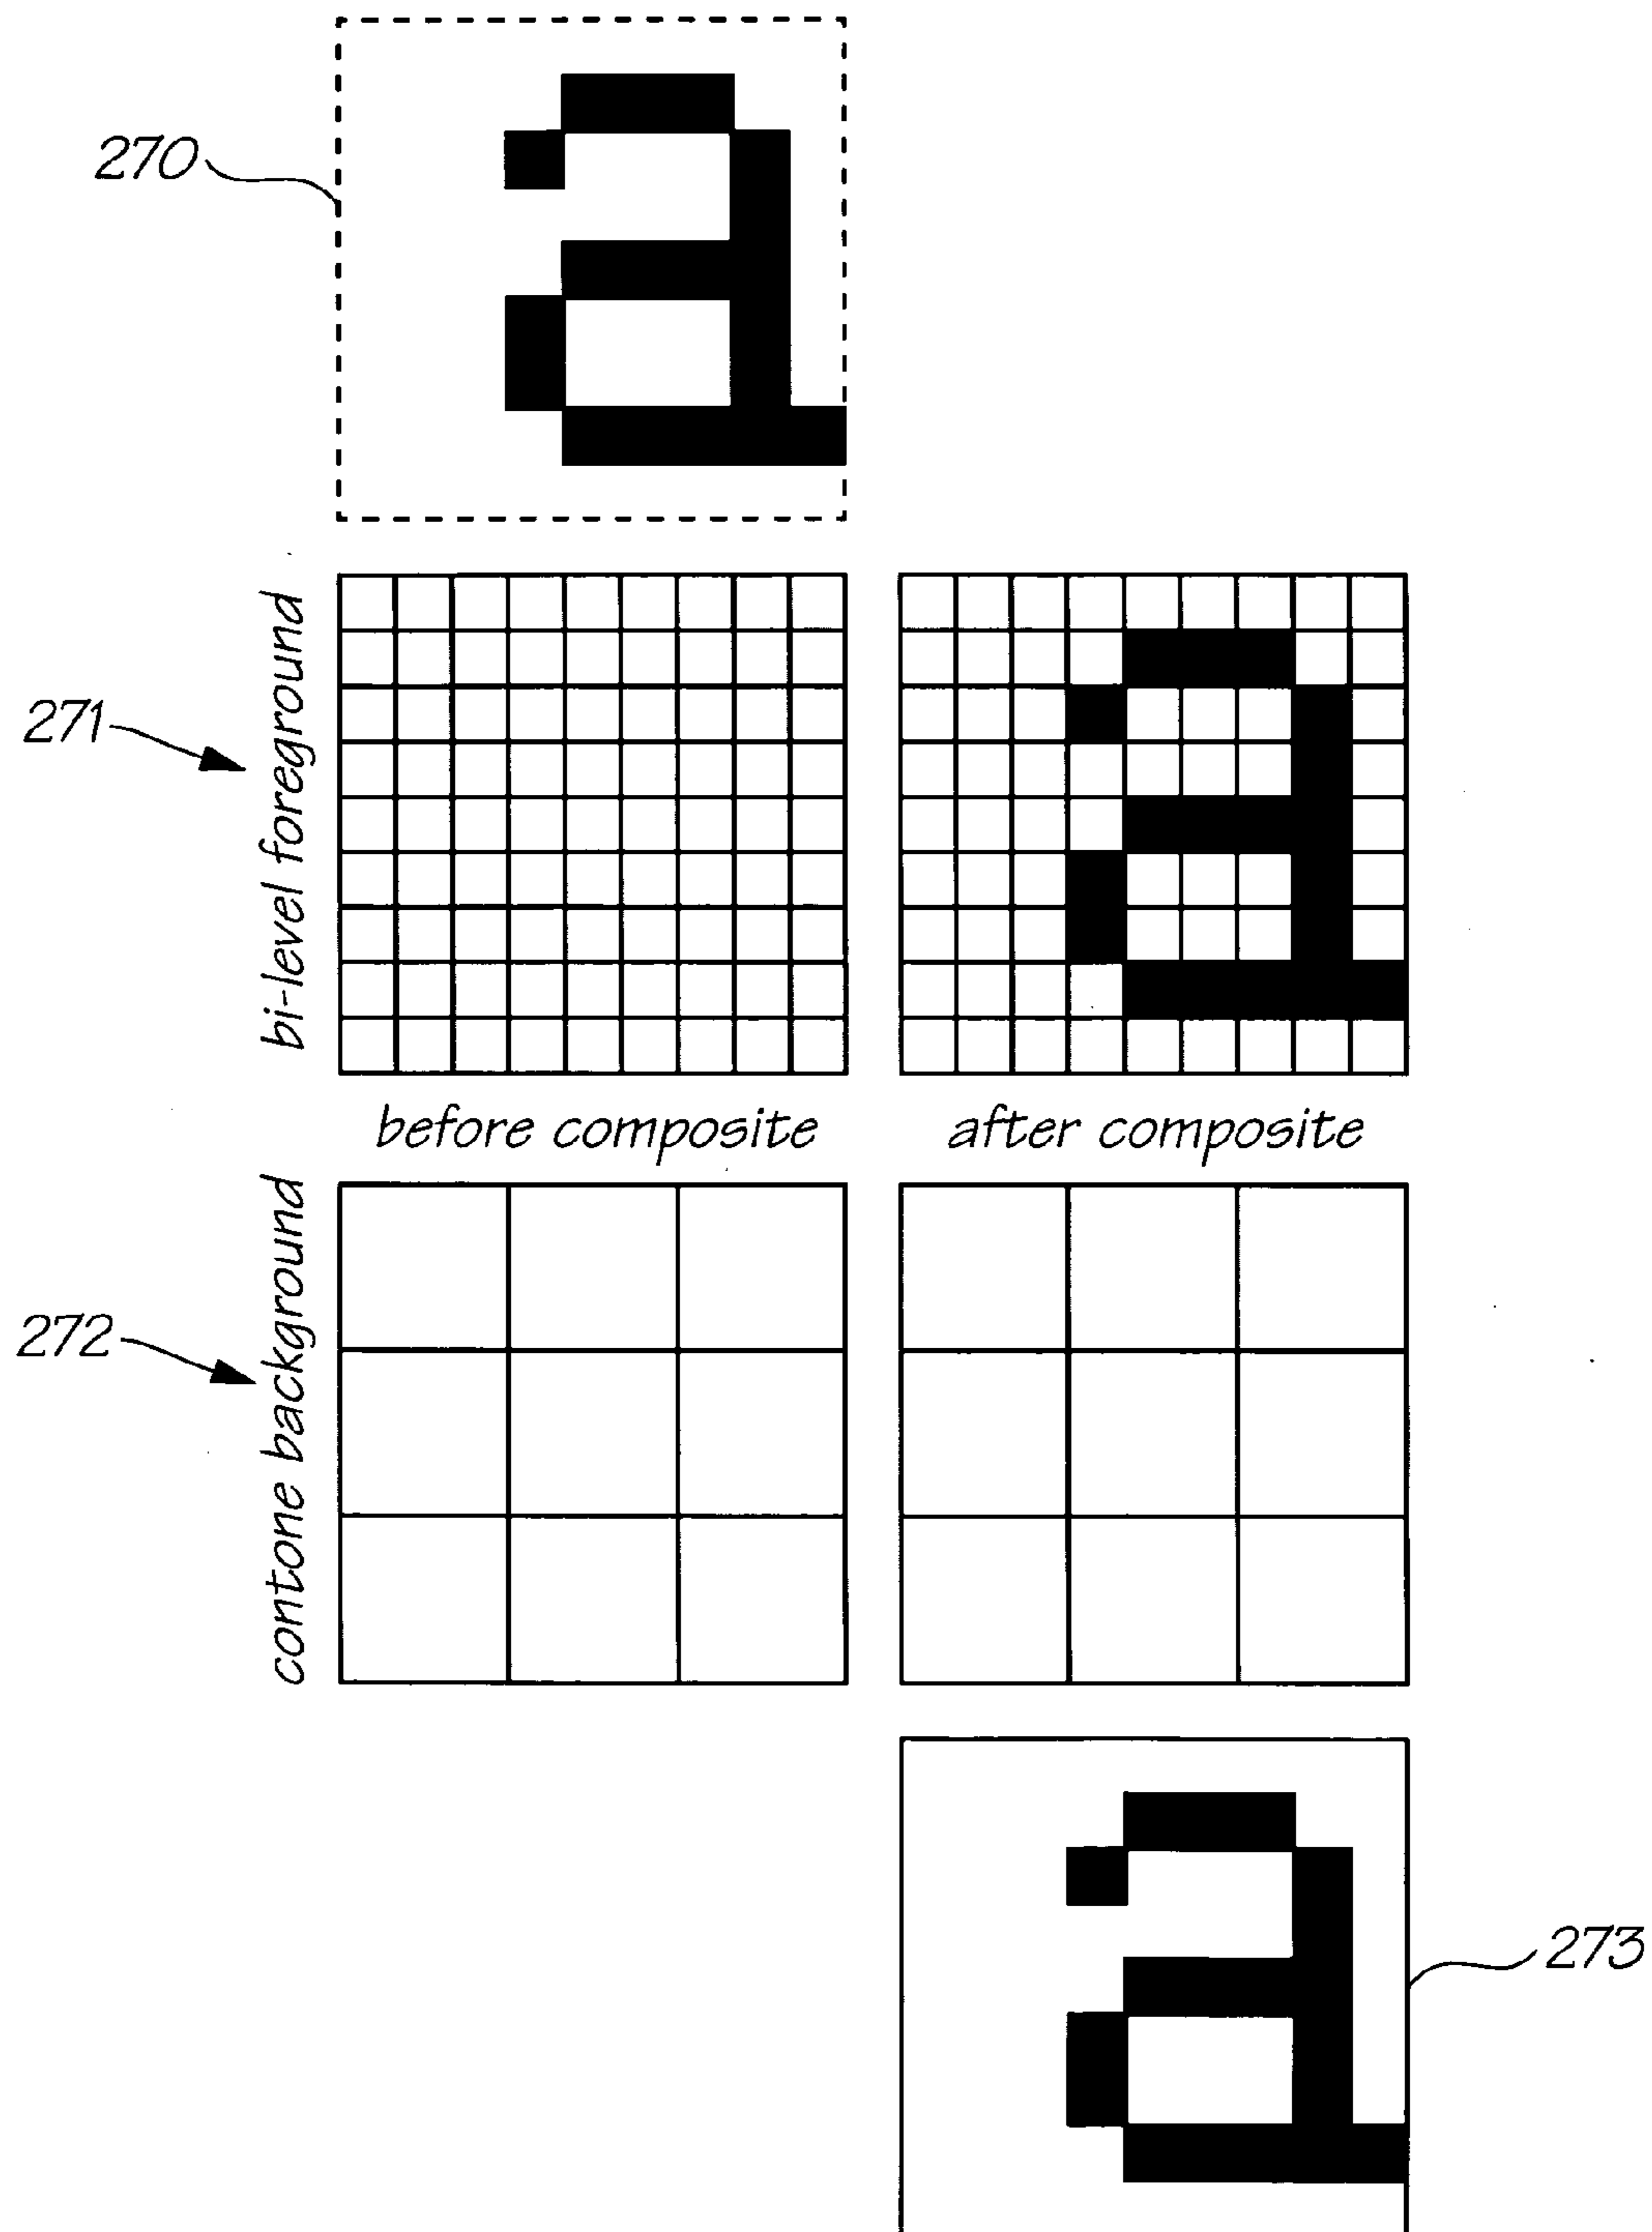 270
a
271
bi-level foreground
a
before composite
after composite
272
contone background
a
273